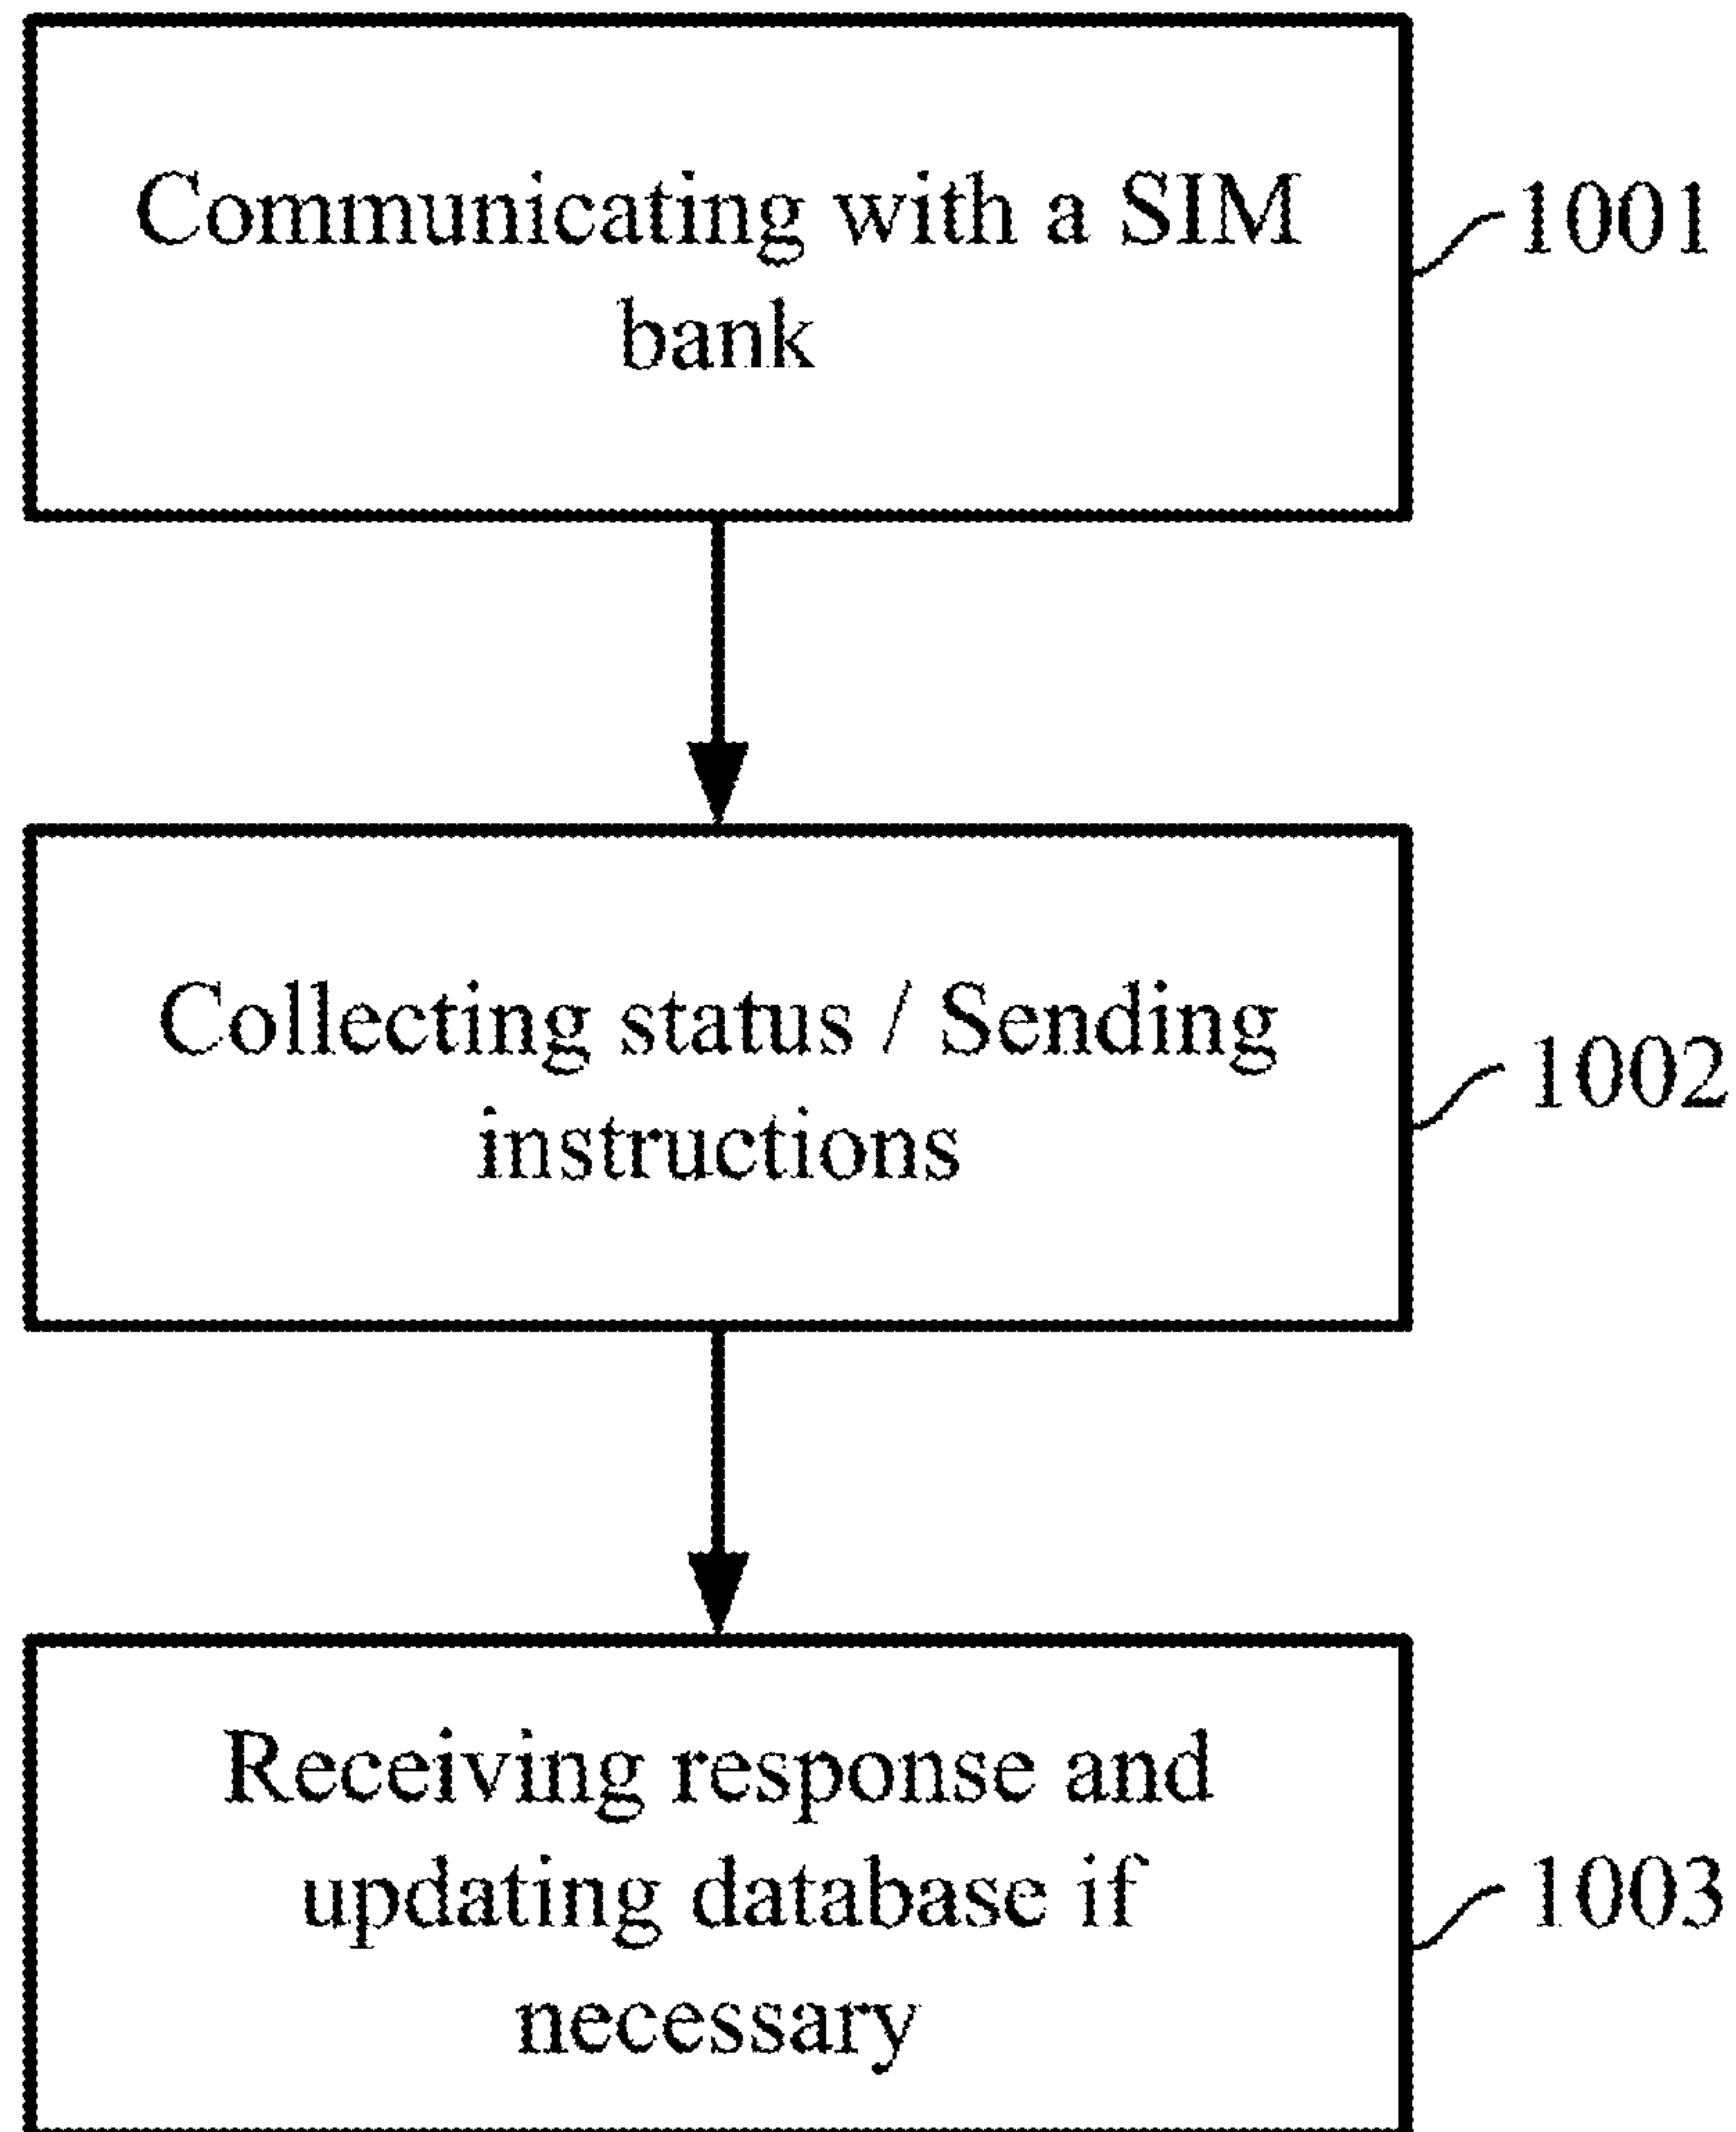 Communicating with a SIM
bank
1001
Collecting status / Sending
instructions
1002
Receiving response and
updating database if
necessary
1003